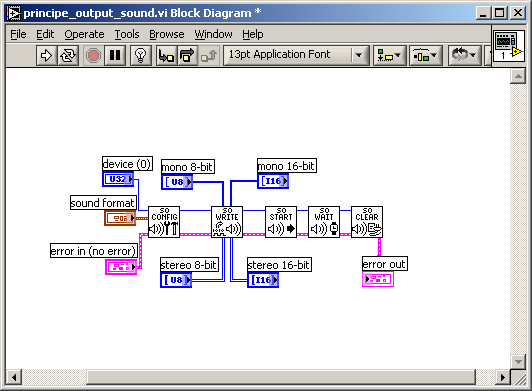 principe_output_sound.vi Block Diagram *
File Edit Operate Tools Browse Window Help
13pt Application Font
1
device (0)
U32
mono 8-bit
[U8]
mono 16-bit
[I16]
sound format
error in (no error)
SO CONFIG
SO WRITE
SO START
SO WAIT
SO CLEAR
stereo 8-bit
[U8]
stereo 16-bit
[I16]
error out